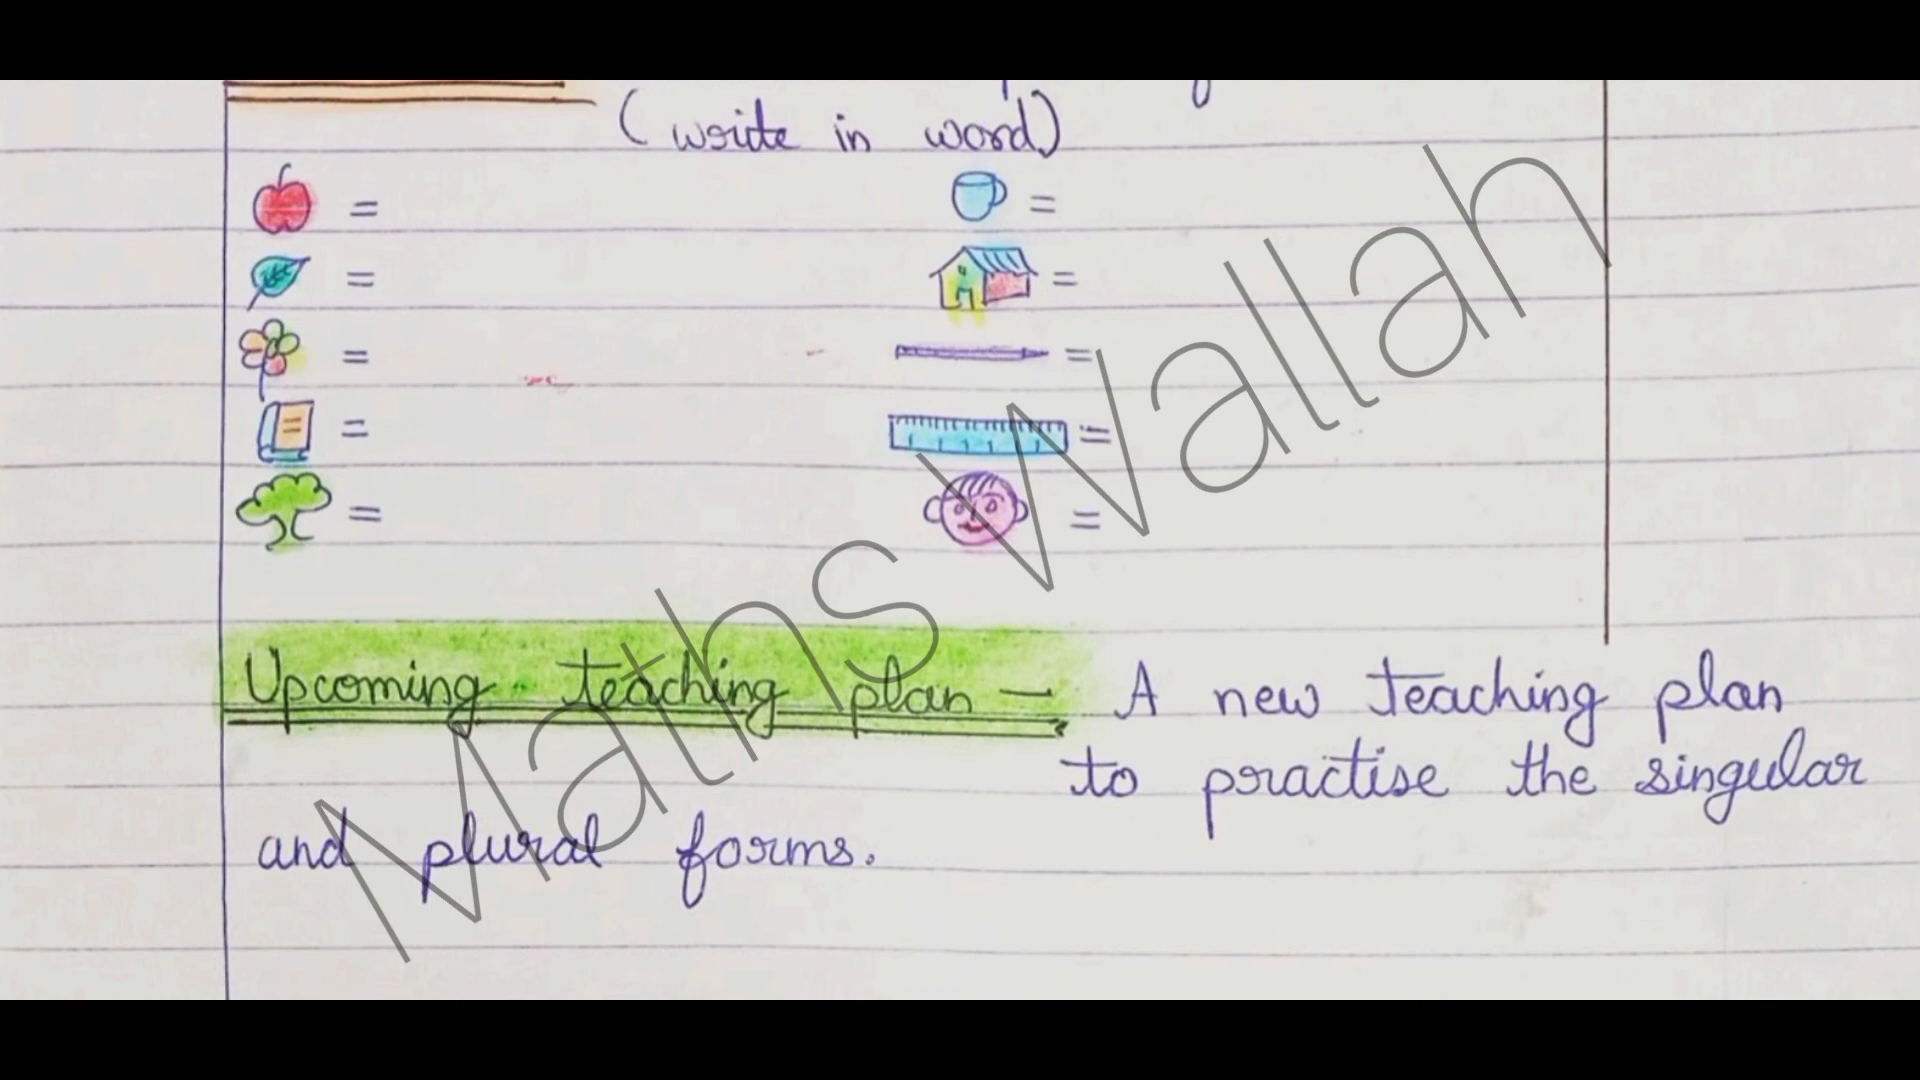 (write in word)
=
=
=
=
=
=
=
=
=
=
Upcoming teaching plan — A new teaching plan
to practise the singular
and plural forms.
Maths Wallah